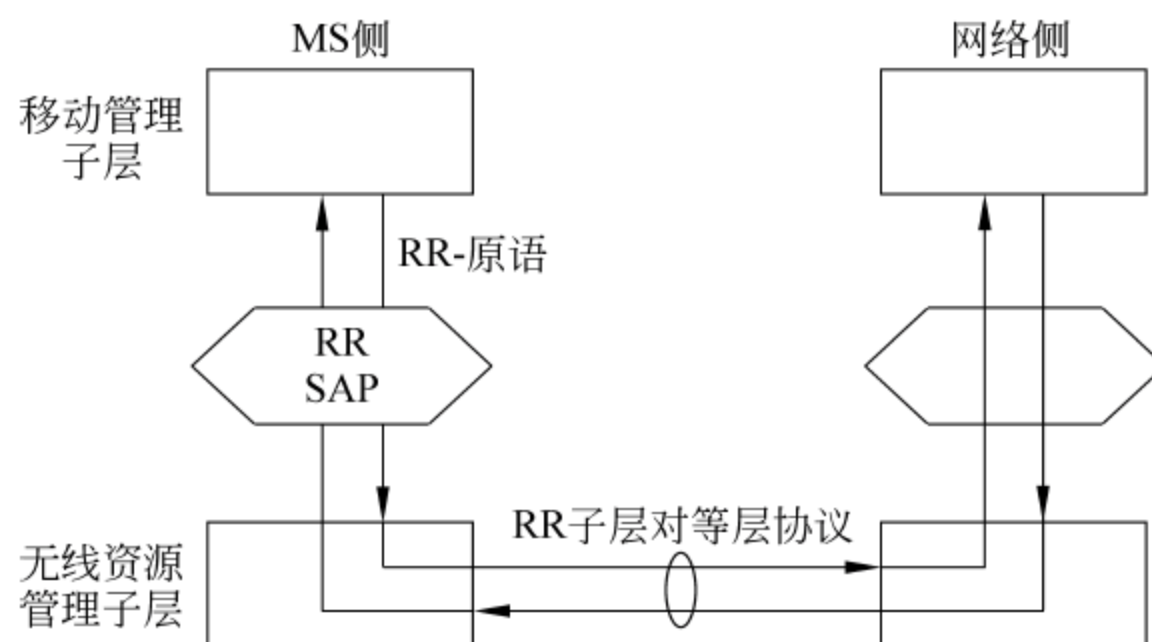 MS侧
网络侧
移动管理
子层
RR-原语
RR
SAP
RR子层对等层协议
无线资源
管理子层